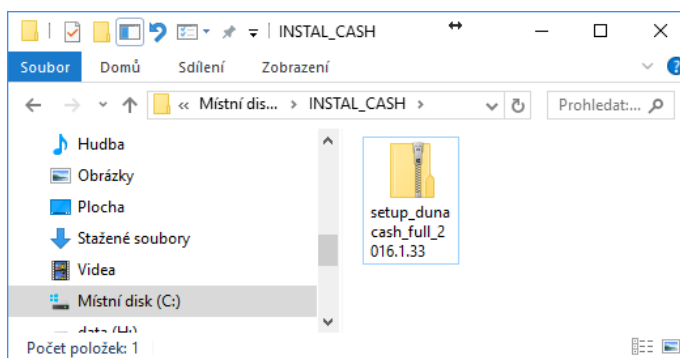 INSTAL_CASH
Soubor Domů Sdílení Zobrazení
« Místní dis... › INSTAL_CASH › Prohledat:...
Hudba
Obrázky
Plocha
Stažené soubory
Videa
Místní disk (C:)
data (H:)
setup_duna
cash_full_2
016.1.33
Počet položek: 1